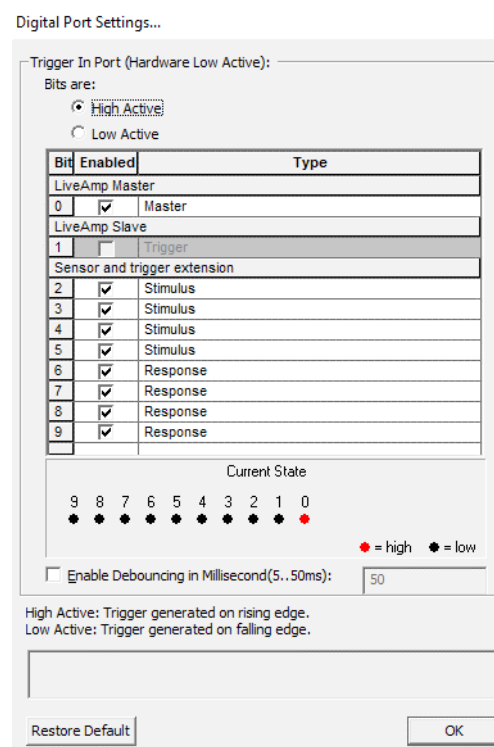 Digital Port Settings...
Trigger In Port (Hardware Low Active):
Bits are:
High Active
Low Active
Bit Enabled Type
LiveAmp Master
0 Master
LiveAmp Slave
1 Trigger
Sensor and trigger extension
2 Stimulus
3 Stimulus
4 Stimulus
5 Stimulus
6 Response
7 Response
8 Response
9 Response
Current State
9 8 7 6 5 4 3 2 1 0
= high = low
Enable Debouncing in Millisecond(5..50ms): 50
High Active: Trigger generated on rising edge.
Low Active: Trigger generated on falling edge.
Restore Default OK